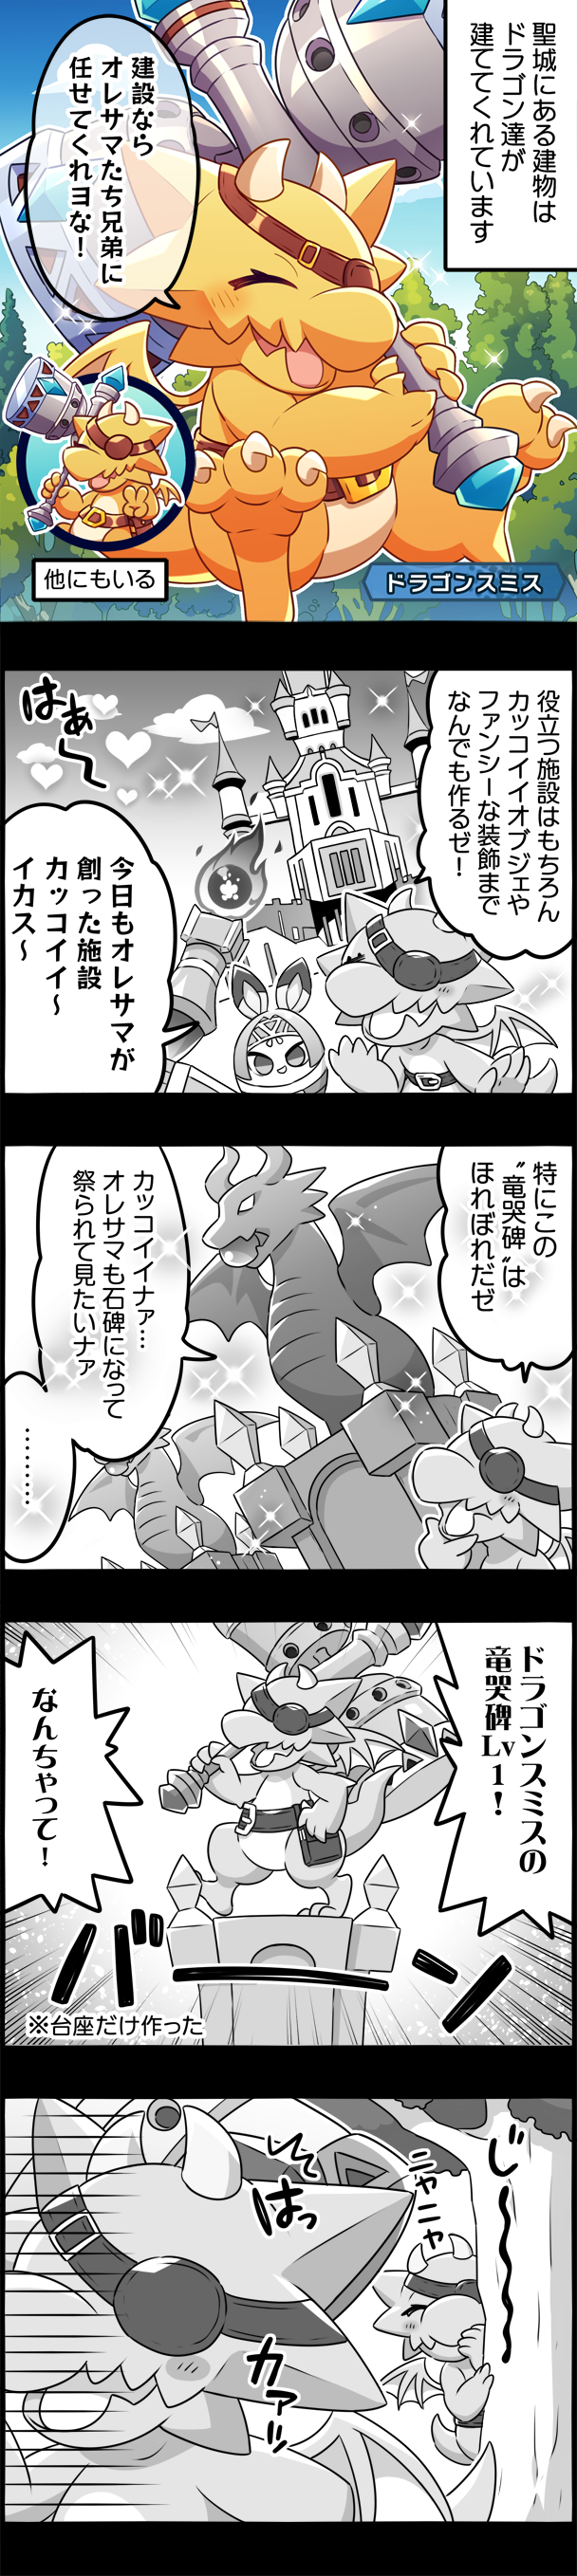 聖城にある建物は
ドラゴン達が
建ててくれています
建設なら
オレサマたち兄弟に
任せてくれヨな!
他にもいる
ドラゴンスミス
役立つ施設はもちろん
カッコイイオブジェや
ファンシーな装飾まで
なんでも作るゼ!
はぁ〜
今日もオレサマが
創った施設
カッコイイ〜
イカス〜
特にこの
〝竜哭碑〟は
ほれぼれだゼ
カッコイイナァ…
オレサマも石碑になって
祭られて見たいナァ
………
ドラゴンスミスの
竜哭碑Lv
1!
なんちゃって!
バーン
※台座だけ作った
じーーっ
ニヤニヤ
はっ
カァッ